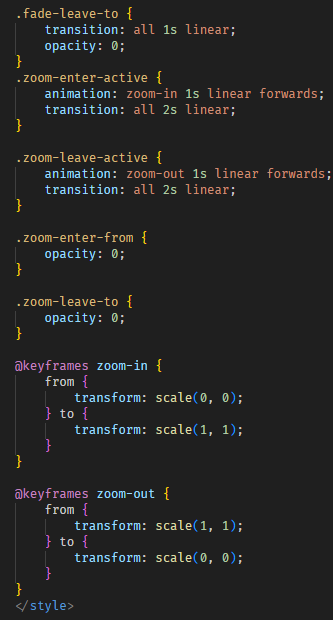 .fade-leave-to {
    transition: all 1s linear;
    opacity: 0;
}
.zoom-enter-active {
    animation: zoom-in 1s linear forwards;
    transition: all 2s linear;
}

.zoom-leave-active {
    animation: zoom-out 1s linear forwards;
    transition: all 2s linear;
}

.zoom-enter-from {
    opacity: 0;
}

.zoom-leave-to {
    opacity: 0;
}

@keyframes zoom-in {
    from {
        transform: scale(0, 0);
    } to {
        transform: scale(1, 1);
    }
}

@keyframes zoom-out {
    from {
        transform: scale(1, 1);
    } to {
        transform: scale(0, 0);
    }
}
</style>